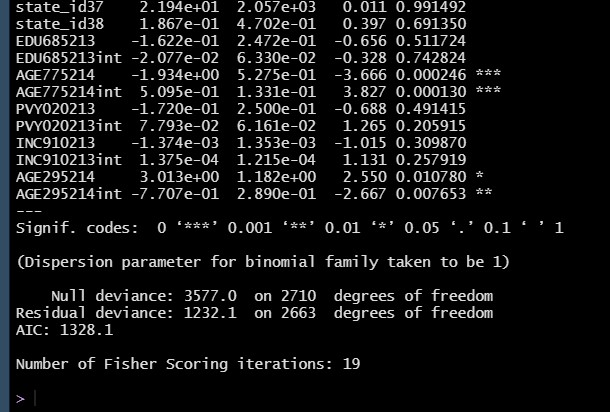 state_id37 2.194e+01 2.057e+03 0.011 0.991492
state_id38 1.867e-01 4.702e-01 0.397 0.691350
EDU685213 -1.622e-01 2.472e-01 -0.656 0.511724
EDU685213int -2.077e-02 6.330e-02 -0.328 0.742824
AGE775214 -1.934e+00 5.275e-01 -3.666 0.000246 ***
AGE775214int 5.095e-01 1.331e-01 3.827 0.000130 ***
PVY020213 -1.720e-01 2.500e-01 -0.688 0.491415
PVY020213int 7.793e-02 6.161e-02 1.265 0.205915
INC910213 -1.374e-03 1.353e-03 -1.015 0.309870
INC910213int 1.375e-04 1.215e-04 1.131 0.257919
AGE295214 3.013e+00 1.182e+00 2.550 0.010780 *
AGE295214int -7.707e-01 2.890e-01 -2.667 0.007653 **
---
Signif. codes: 0 ‘***’ 0.001 ‘**’ 0.01 ‘*’ 0.05 ‘.’ 0.1 ‘ ’ 1
(Dispersion parameter for binomial family taken to be 1)
Null deviance: 3577.0 on 2710 degrees of freedom
Residual deviance: 1232.1 on 2663 degrees of freedom
AIC: 1328.1
Number of Fisher Scoring iterations: 19
>